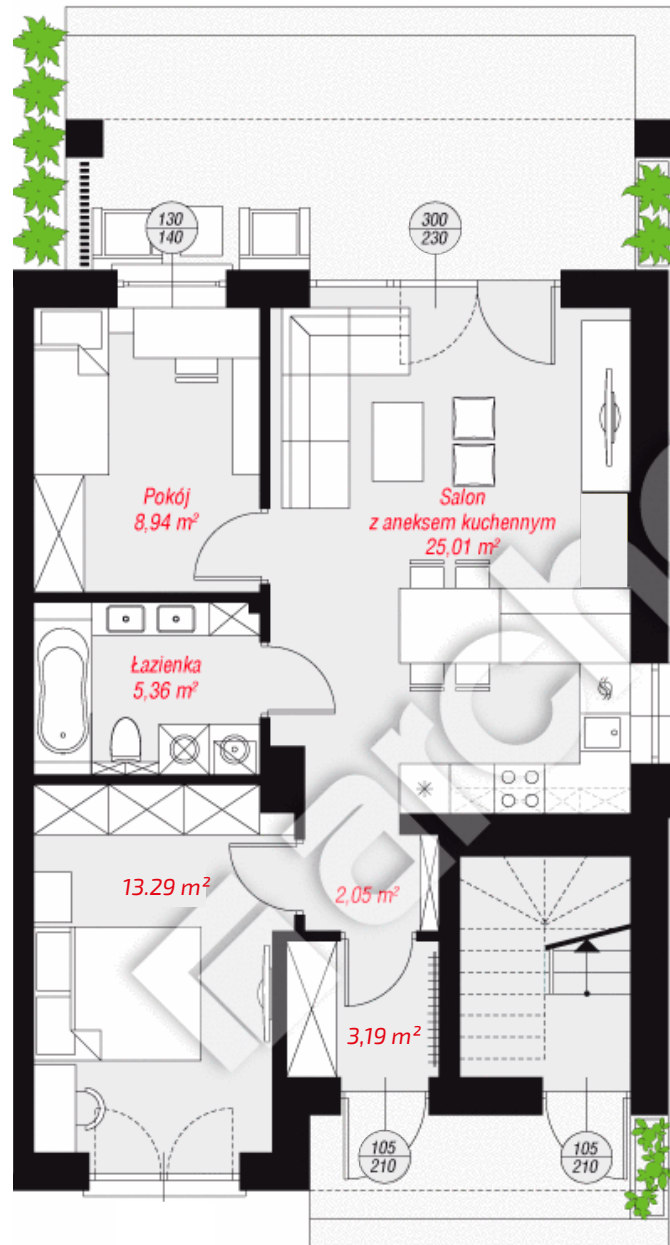 130
140
300
230
Pokój
8,94 m²
Salon
z aneksem kuchennym
25,01 m²
Łazienka
5,36 m²
13.29 m²
2,05 m²
3,19 m²
105
210
105
210